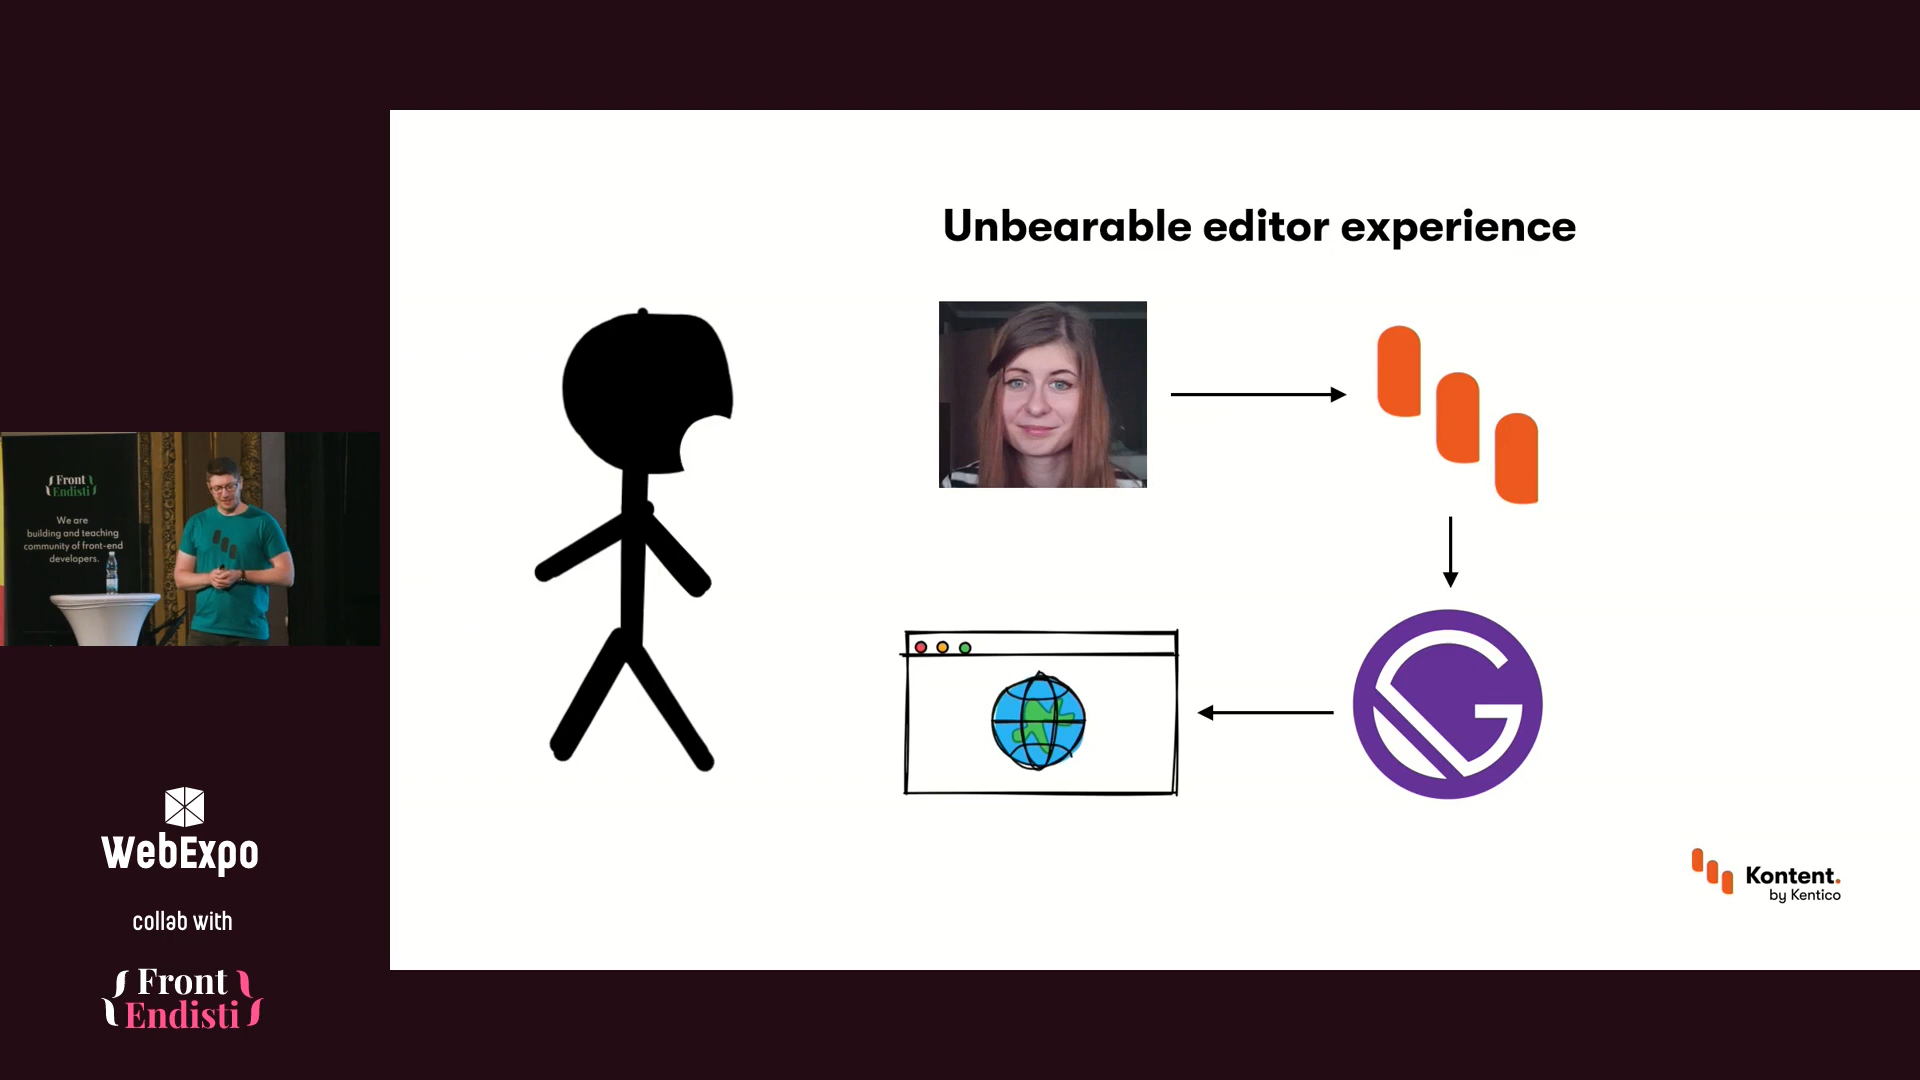 Unbearable editor experience
{ Front }
{ Endisti }
We are
building and teaching
community of front-end
developers.
WebExpo
collab with
{ Front }
{ Endisti }
Kontent.
by Kentico